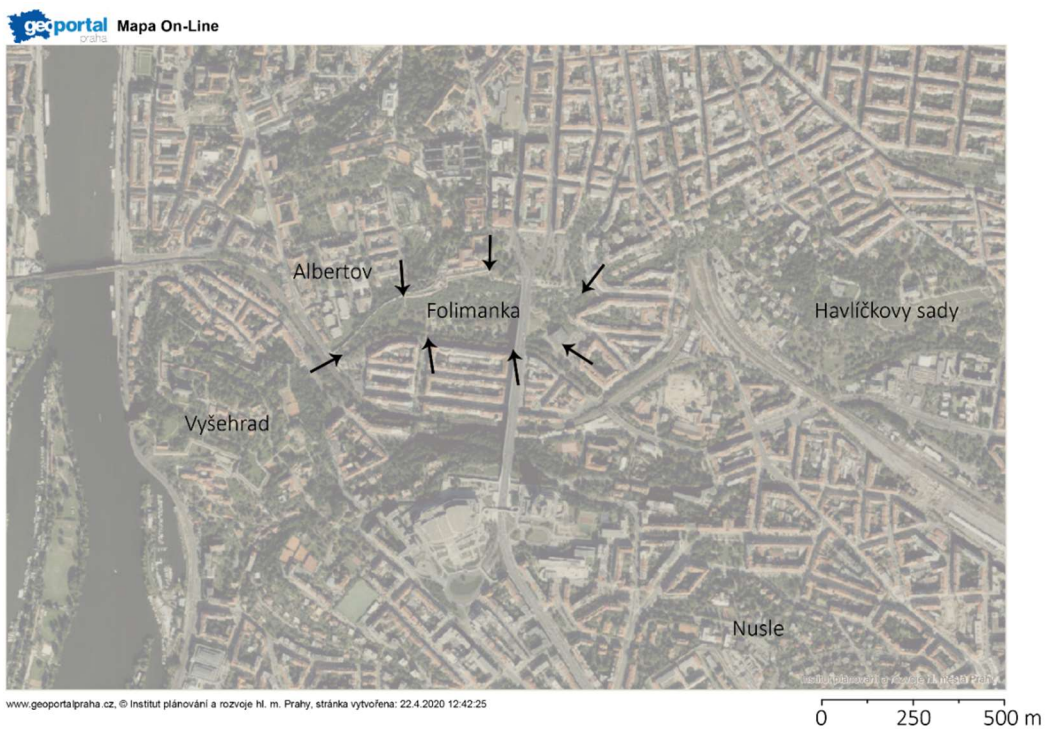 geoportal Mapa On-Line
praha
Albertov
Folimanka
Havlíčkovy sady
Vyšehrad
Nusle
www.geoportalpraha.cz, © Institut plánování a rozvoje hl. m. Prahy, stránka vytvořena: 22.4.2020 12:42:25
0 250 500 m